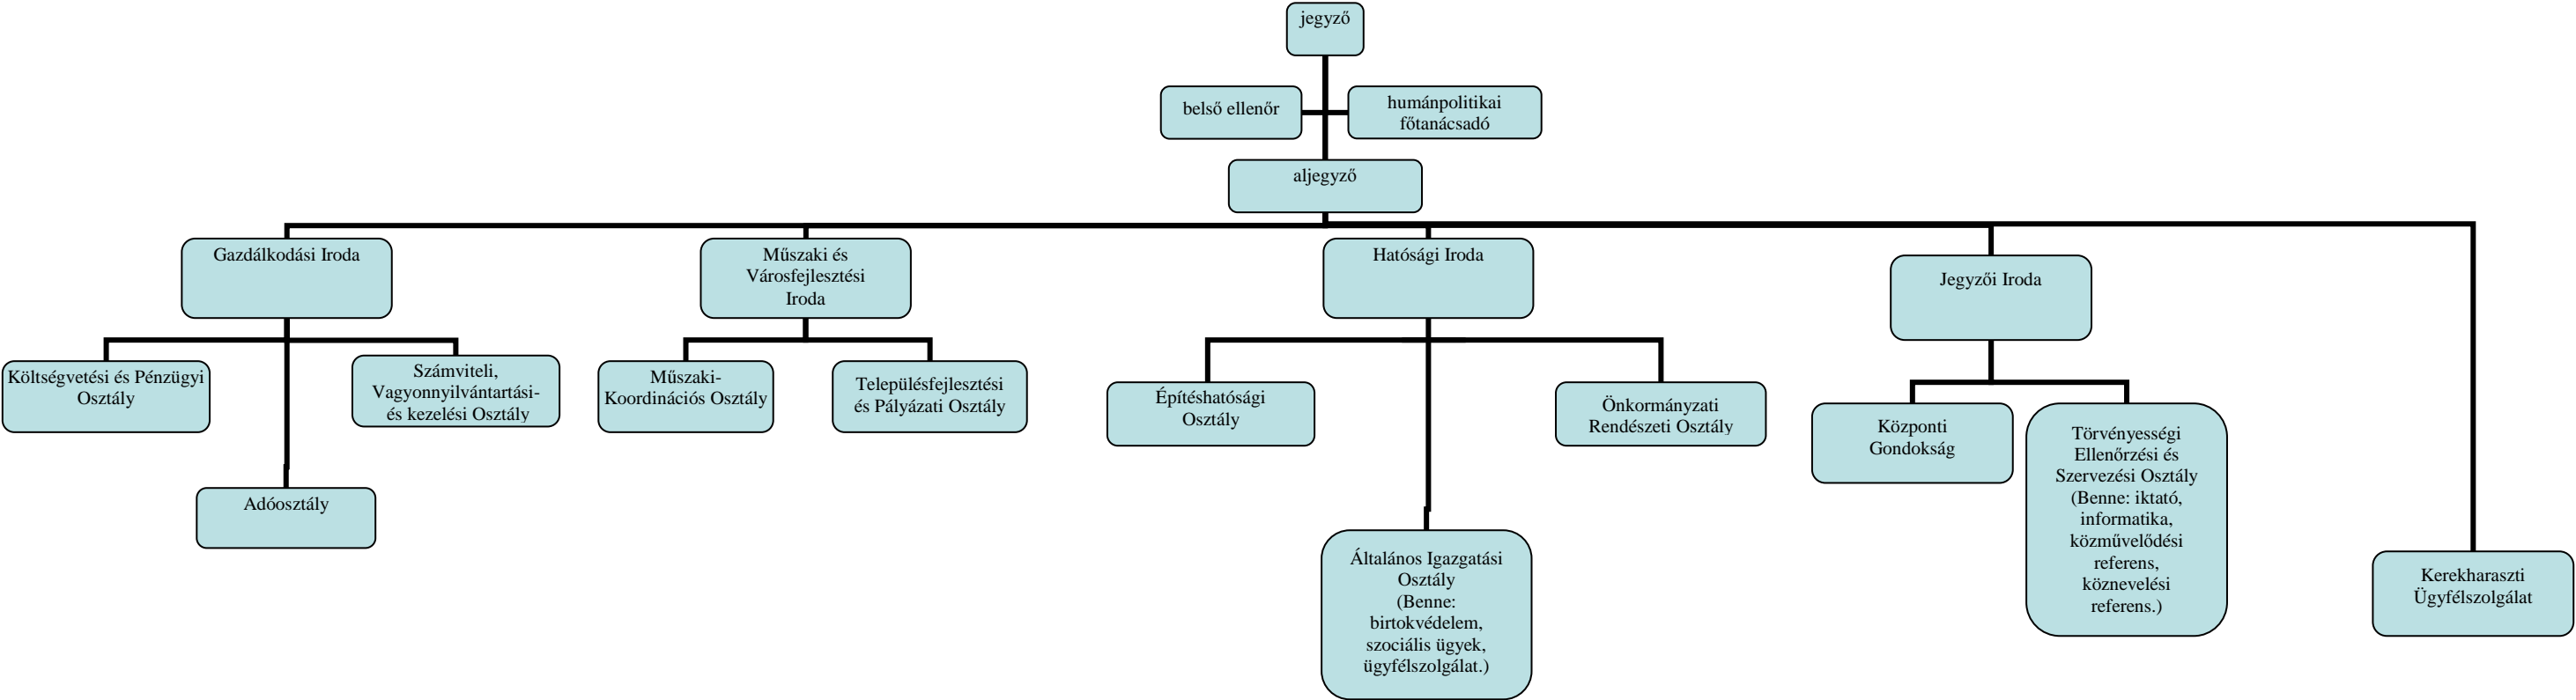 jegyző
belső ellenőr
humánpolitikai
főtanácsadó
aljegyző
Gazdálkodási Iroda
Műszaki és
Városfejlesztési
Iroda
Hatósági Iroda
Jegyzői Iroda
Költségvetési és Pénzügyi
Osztály
Számviteli,
Vagyonnyilvántartási-
és kezelési Osztály
Adóosztály
Műszaki-
Koordinációs Osztály
Településfejlesztési
és Pályázati Osztály
Építéshatósági
Osztály
Önkormányzati
Rendészeti Osztály
Általános Igazgatási
Osztály
(Benne:
birtokvédelem,
szociális ügyek,
ügyfélszolgálat.)
Központi
Gondokság
Törvényességi
Ellenőrzési és
Szervezési Osztály
(Benne: iktató,
informatika,
közművelődési
referens,
köznevelési
referens.)
Kerekharaszti
Ügyfélszolgálat